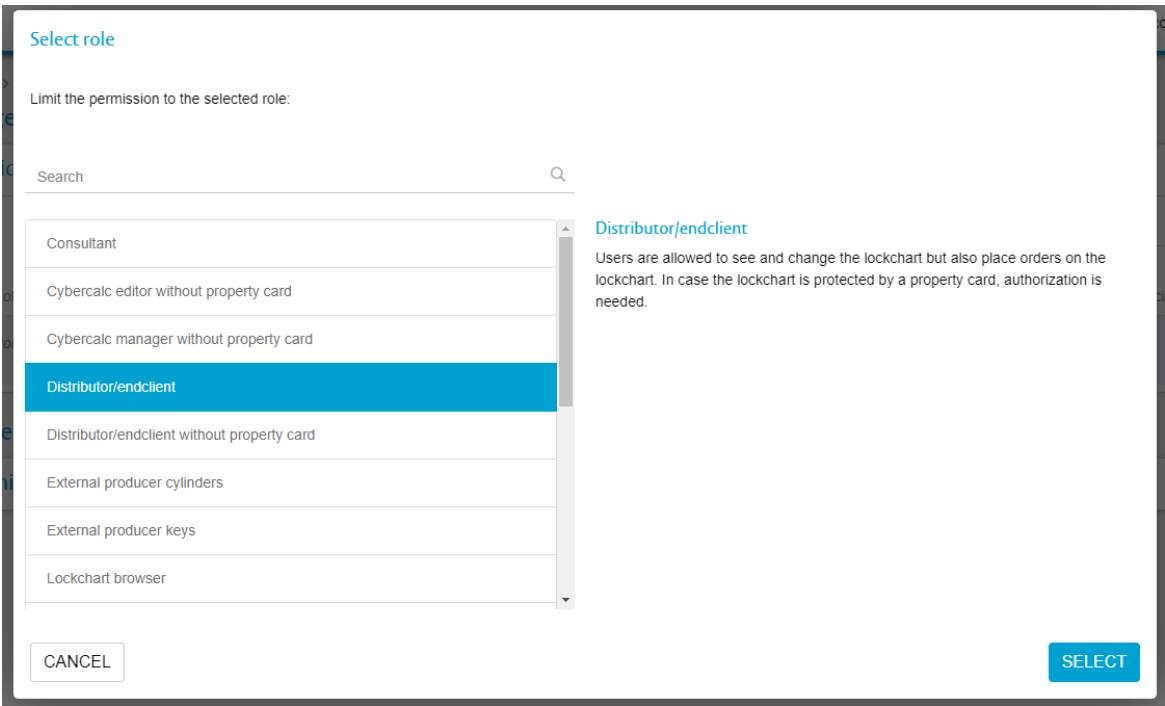 Select role
Limit the permission to the selected role:
Search
Consultant
Cybercalc editor without property card
Cybercalc manager without property card
Distributor/endclient
Distributor/endclient without property card
External producer cylinders
External producer keys
Lockchart browser
Distributor/endclient
Users are allowed to see and change the lockchart but also place orders on the
lockchart. In case the lockchart is protected by a property card, authorization is
needed.
CANCEL
SELECT